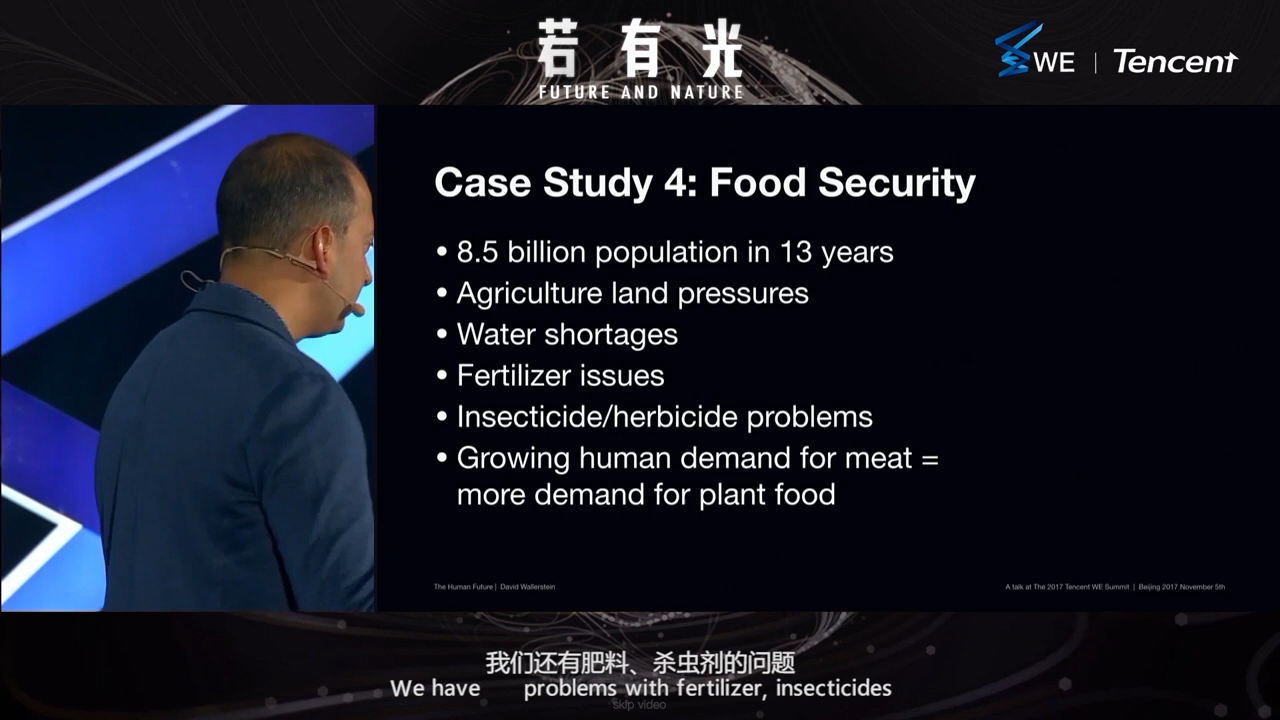 若有光
FUTURE AND NATURE
WE | Tencent
Case Study 4: Food Security
• 8.5 billion population in 13 years
• Agriculture land pressures
• Water shortages
• Fertilizer issues
• Insecticide/herbicide problems
• Growing human demand for meat =
more demand for plant food
The Human Future | David Wallerstein
A talk at The 2017 Tencent WE Summit | Beijing 2017 November 5th
我们还有肥料、杀虫剂的问题
We have problems with fertilizer, insecticides
skip video